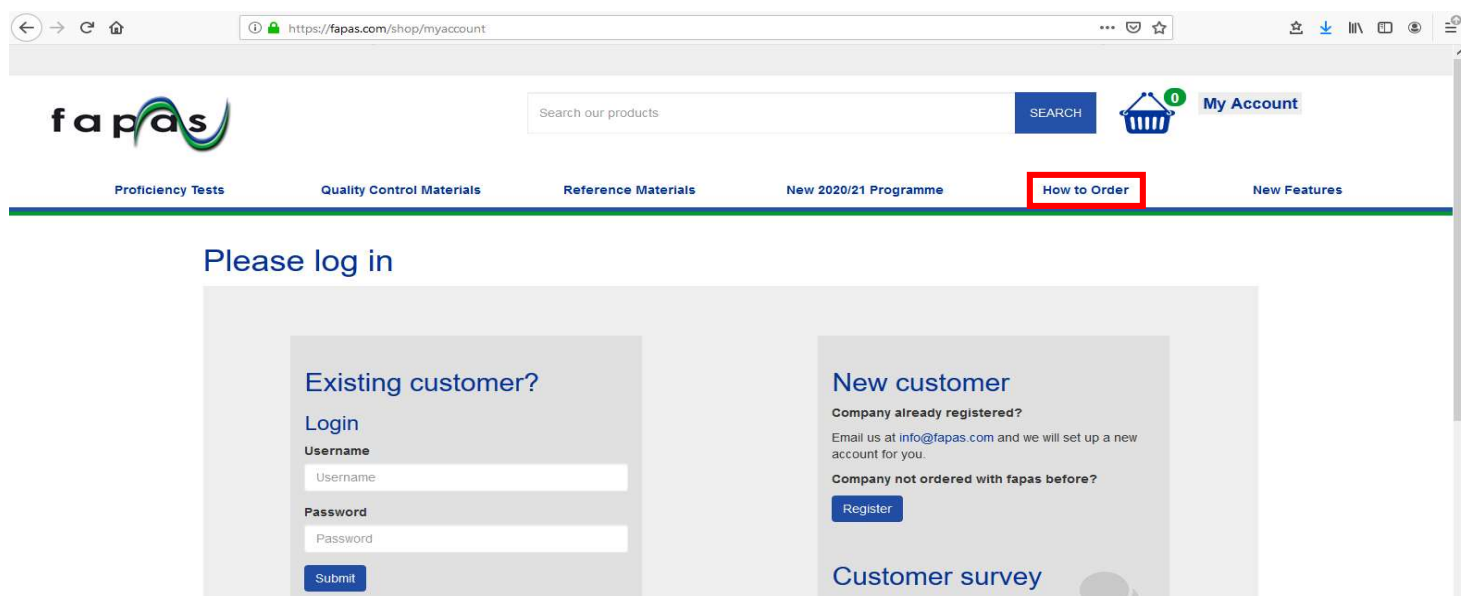 https://fapas.com/shop/myaccount
fapas
Search our products
SEARCH
0
My Account
Proficiency Tests
Quality Control Materials
Reference Materials
New 2020/21 Programme
How to Order
New Features
Please log in
Existing customer?
Login
Username
Username
Password
Password
Submit
New customer
Company already registered?
Email us at info@fapas.com and we will set up a new
account for you.
Company not ordered with fapas before?
Register
Customer survey